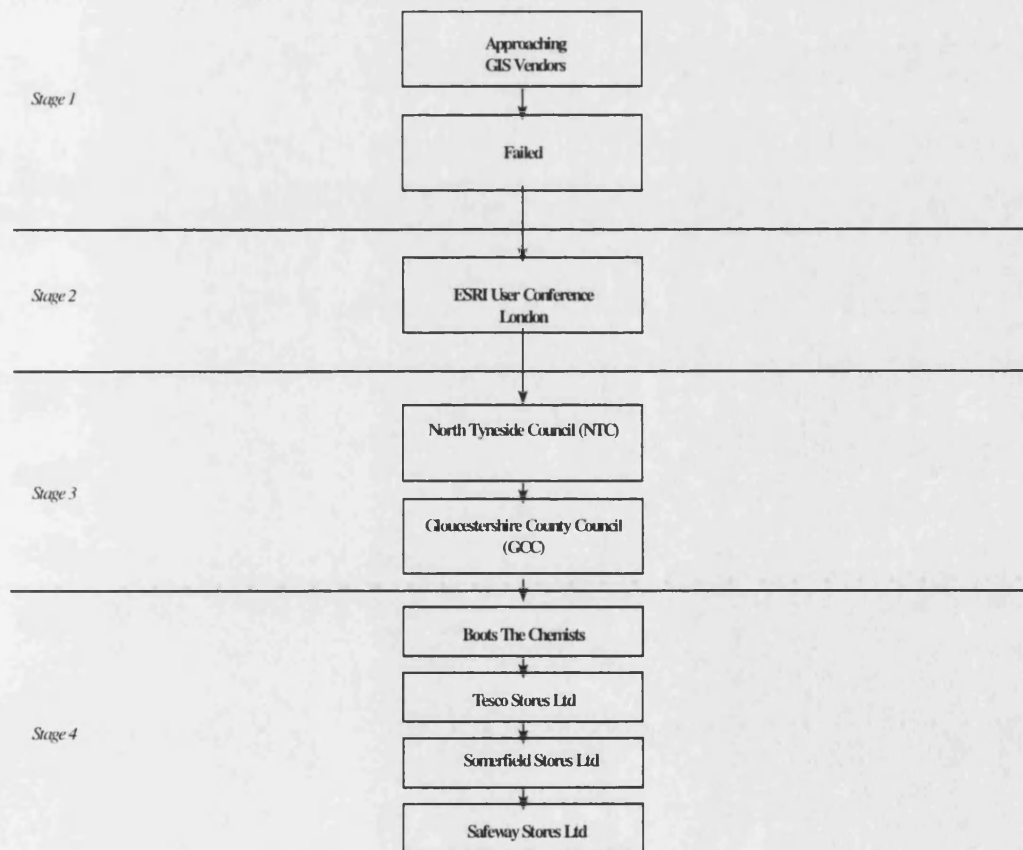 Approaching
GIS Vendors
Stage 1
Failed
Stage 2
ESRI User Conference
London
North Tyneside Council (NTC)
Stage 3
Gloucestershire County Council
(GCC)
Boots The Chemists
Tesco Stores Ltd
Stage 4
Somerfield Stores Ltd
Safeway Stores Ltd